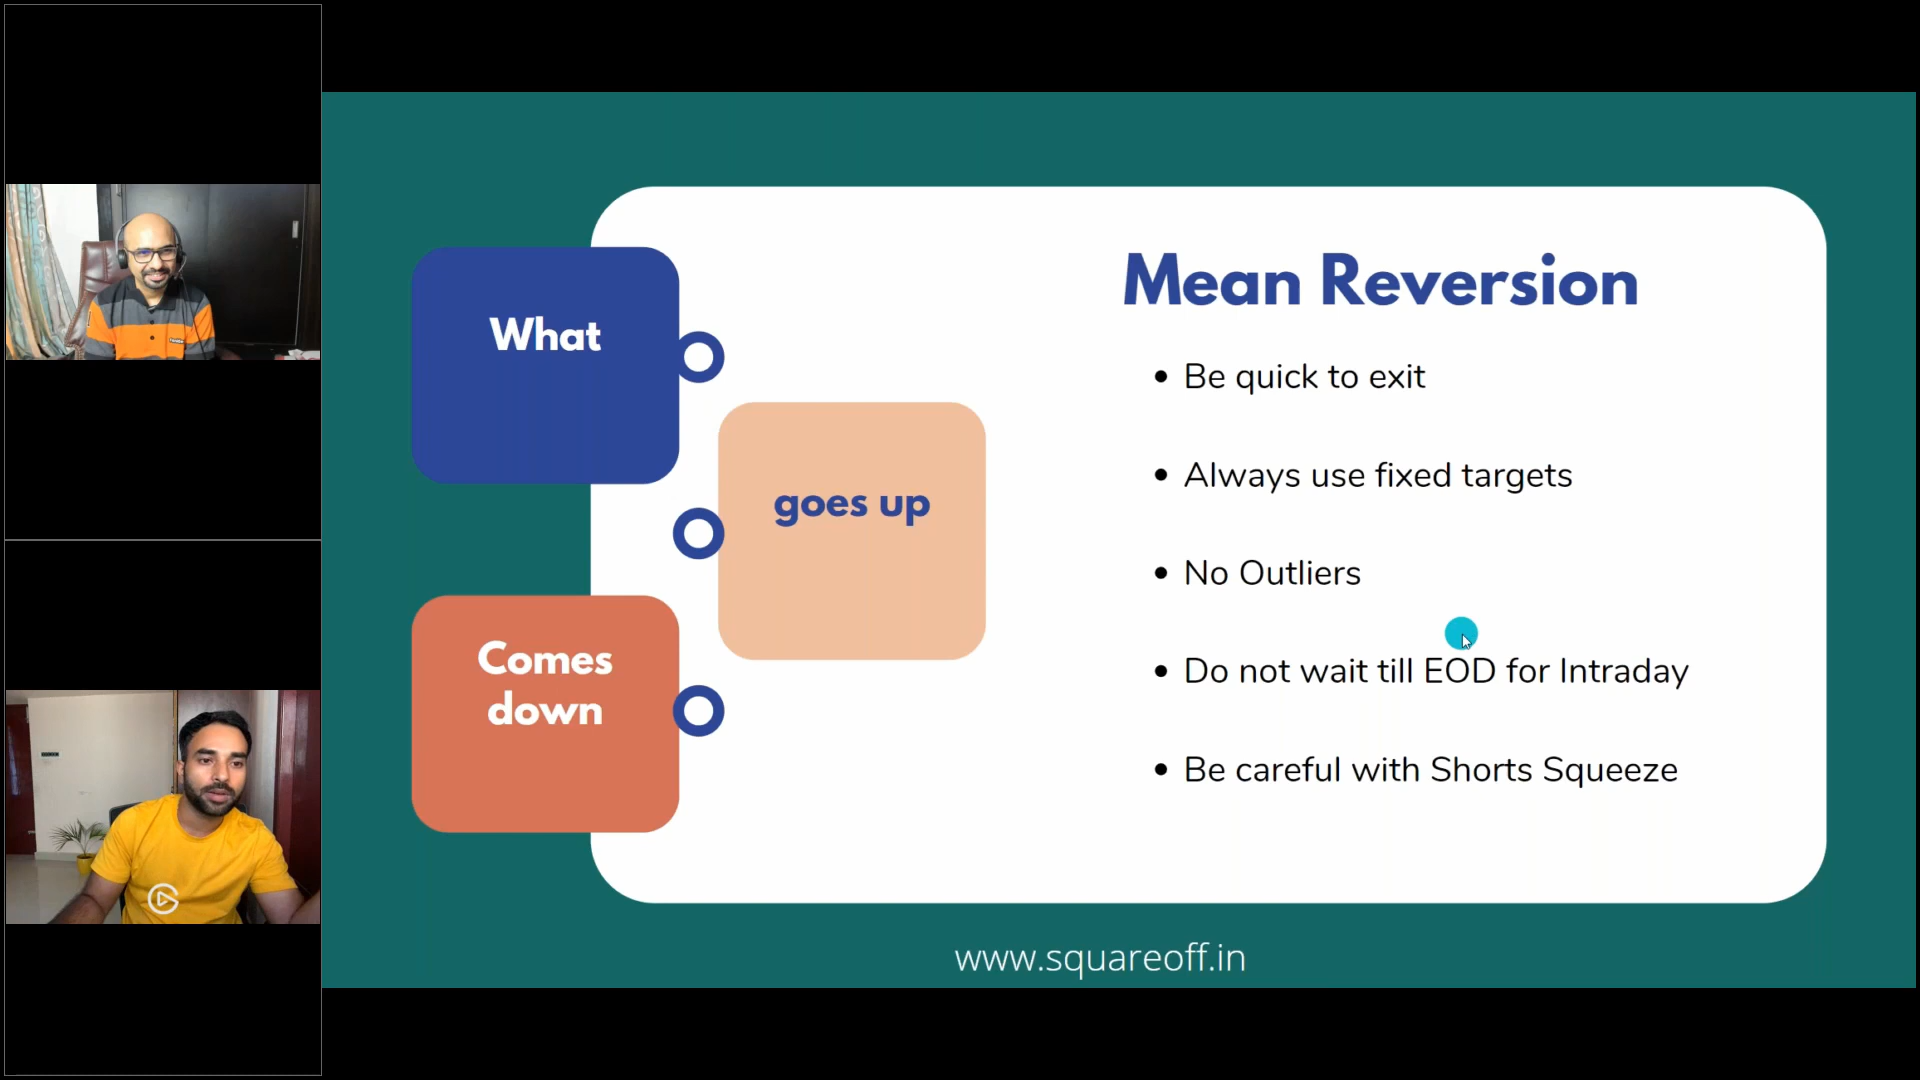 What
goes up
Comes
down
Mean Reversion
• Be quick to exit
• Always use fixed targets
• No Outliers
• Do not wait till EOD for Intraday
• Be careful with Shorts Squeeze
www.squareoff.in